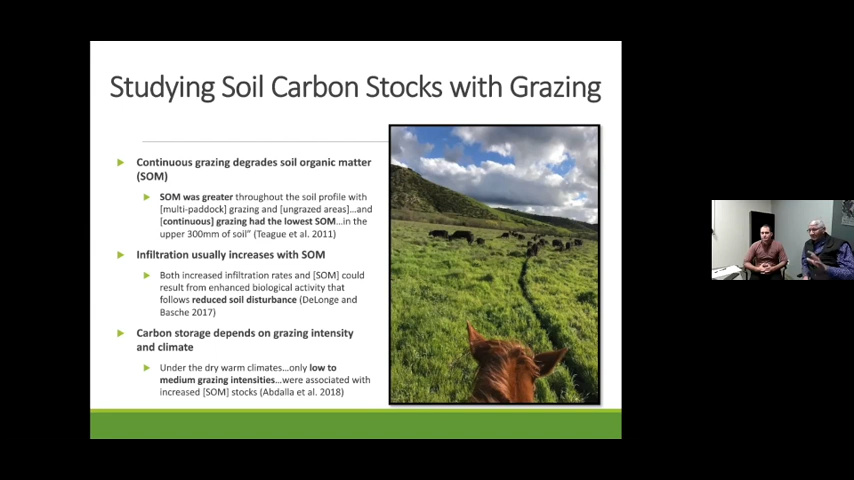 Studying Soil Carbon Stocks with Grazing
Continuous grazing degrades soil organic matter
(SOM)
SOM was greater throughout the soil profile with
[multi-paddock] grazing and [ungrazed areas]…and
[continuous] grazing had the lowest SOM…in the
upper 300mm of soil" (Teague et al. 2011)
Infiltration usually increases with SOM
Both increased infiltration rates and [SOM] could
result from enhanced biological activity that
follows reduced soil disturbance (DeLonge and
Basche 2017)
Carbon storage depends on grazing intensity
and climate
Under the dry warm climates…only low to
medium grazing intensities…were associated with
increased [SOM] stocks (Abdalla et al. 2018)